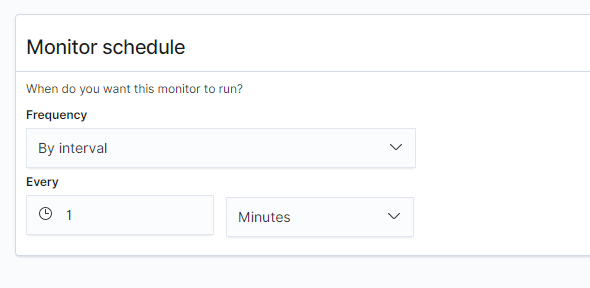 Monitor schedule
When do you want this monitor to run?
Frequency
By interval
Every
1 Minutes